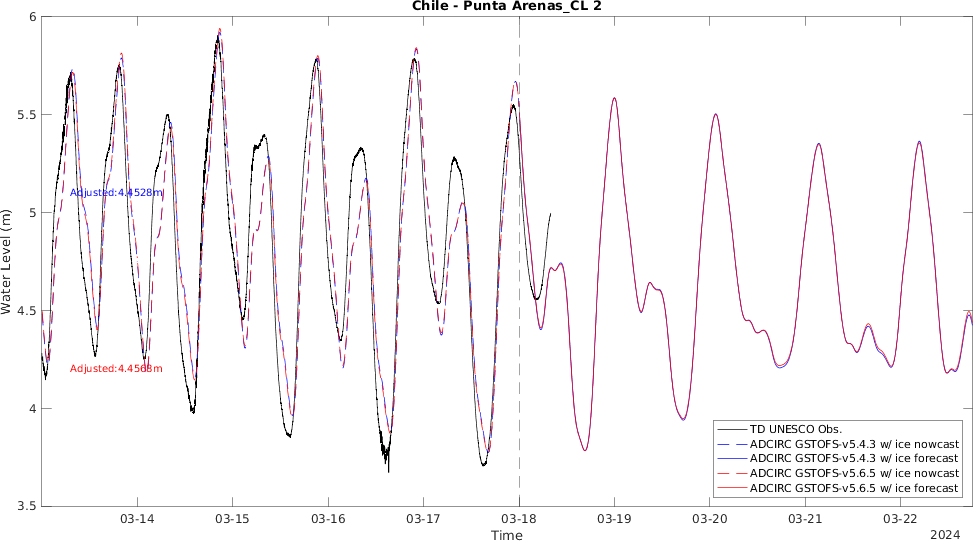 Chile - Punta Arenas_CL 2
6
5.5
5
4.5
4
3.5
Water Level (m)
Adjusted:4.4528m
Adjusted:4.4568m
TD UNESCO Obs.
ADCIRC GSTOFS-v5.4.3 w/ ice nowcast
ADCIRC GSTOFS-v5.4.3 w/ ice forecast
ADCIRC GSTOFS-v5.6.5 w/ ice nowcast
ADCIRC GSTOFS-v5.6.5 w/ ice forecast
03-14 03-15 03-16 03-17 03-18 03-19 03-20 03-21 03-22
Time
2024